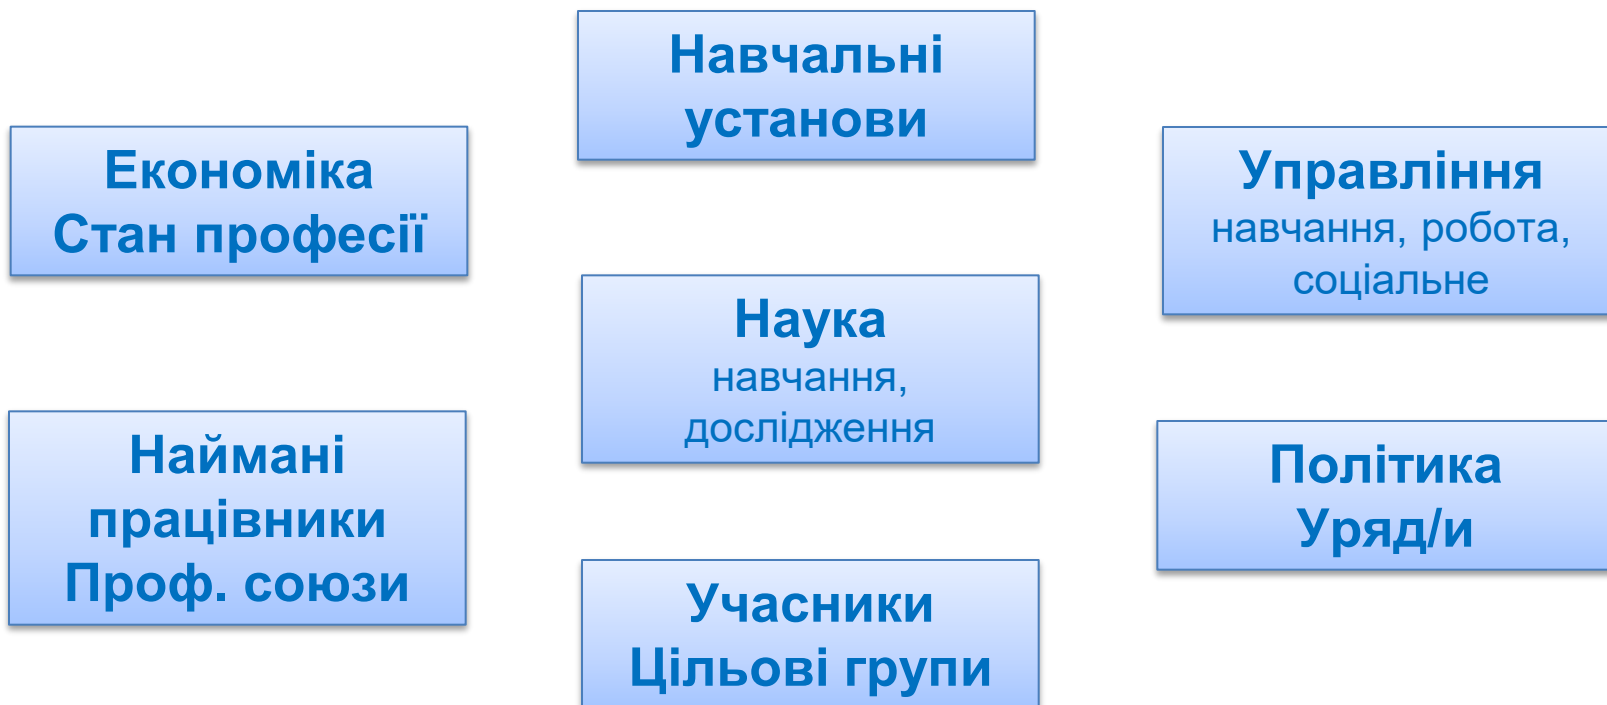 Навчальні
установи
Економіка
Стан професії
Управління
навчання, робота,
соціальне
Наука
навчання,
дослідження
Наймані
працівники
Проф. союзи
Політика
Уряд/и
Учасники
Цільові групи